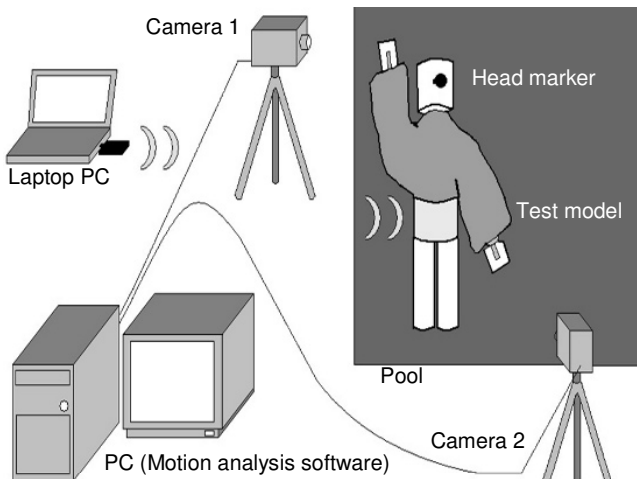 Camera 1
Head marker
Laptop PC
Test model
Pool
Camera 2
PC (Motion analysis software)